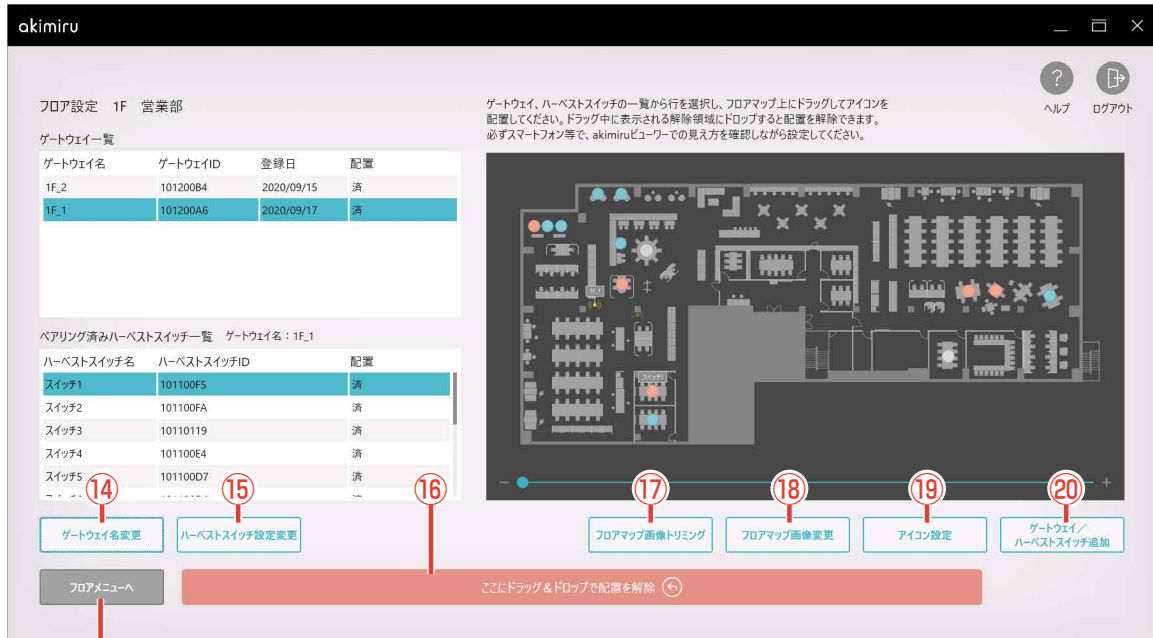 akimiru
ヘルプ
ログアウト
フロア設定 1F 営業部
ゲートウェイ一覧
ゲートウェイ名 ゲートウェイID 登録日 配置
1F_2 101200B4 2020/09/15 済
1F_1 101200A6 2020/09/17 済
ペアリング済みハーベストスイッチ一覧 ゲートウェイ名：1F_1
ハーベストスイッチ名 ハーベストスイッチID 配置
スイッチ1 101100F5 済
スイッチ2 101100FA 済
スイッチ3 10110119 済
スイッチ4 101100E4 済
スイッチ5 101100D7 済
ゲートウェイ、ハーベストスイッチの一覧から行を選択し、フロアマップ上にドラッグしてアイコンを
配置してください。ドラッグ中に表示される解除領域にドロップすると配置を解除できます。
必ずスマートフォン等で、akimiruビューワーでの見え方を確認しながら設定してください。
1F_1
スイッチ1
⑭ ⑮ ⑯ ⑰ ⑱ ⑲ ⑳
ゲートウェイ名変更
ハーベストスイッチ設定変更
フロアマップ画像トリミング
フロアマップ画像変更
アイコン設定
ゲートウェイ／
ハーベストスイッチ追加
フロアメニューへ
ここにドラッグ＆ドロップで配置を解除